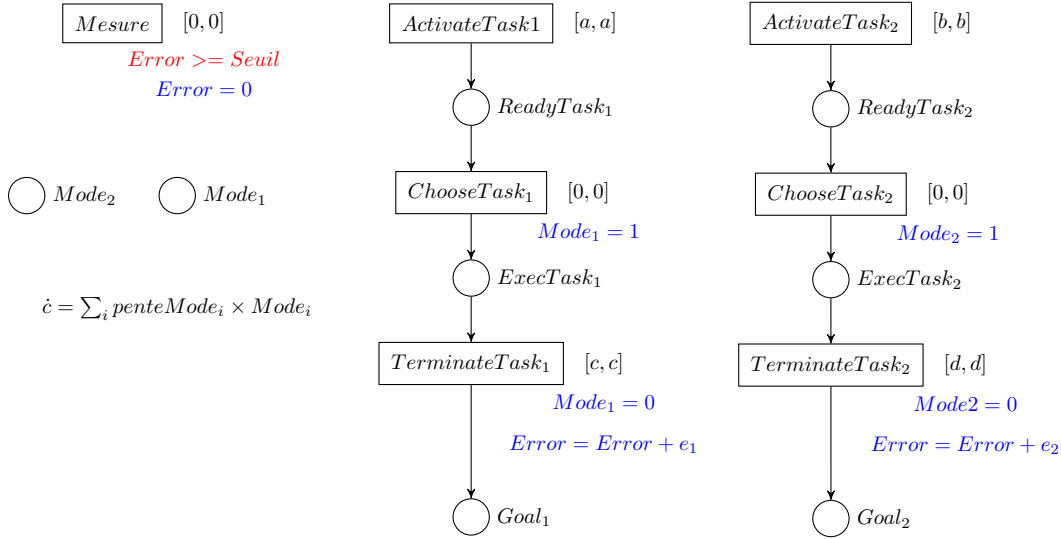 Mesure [0, 0]
Error >= Seuil
Error = 0
Mode₂ Mode₁
ċ = ∑ᵢ penteModeᵢ × Modeᵢ
ActivateTask1 [a, a]
ReadyTask₁
ChooseTask₁ [0, 0]
Mode₁ = 1
ExecTask₁
TerminateTask₁ [c, c]
Mode₁ = 0
Error = Error + e₁
Goal₁
ActivateTask₂ [b, b]
ReadyTask₂
ChooseTask₂ [0, 0]
Mode₂ = 1
ExecTask₂
TerminateTask₂ [d, d]
Mode2 = 0
Error = Error + e₂
Goal₂